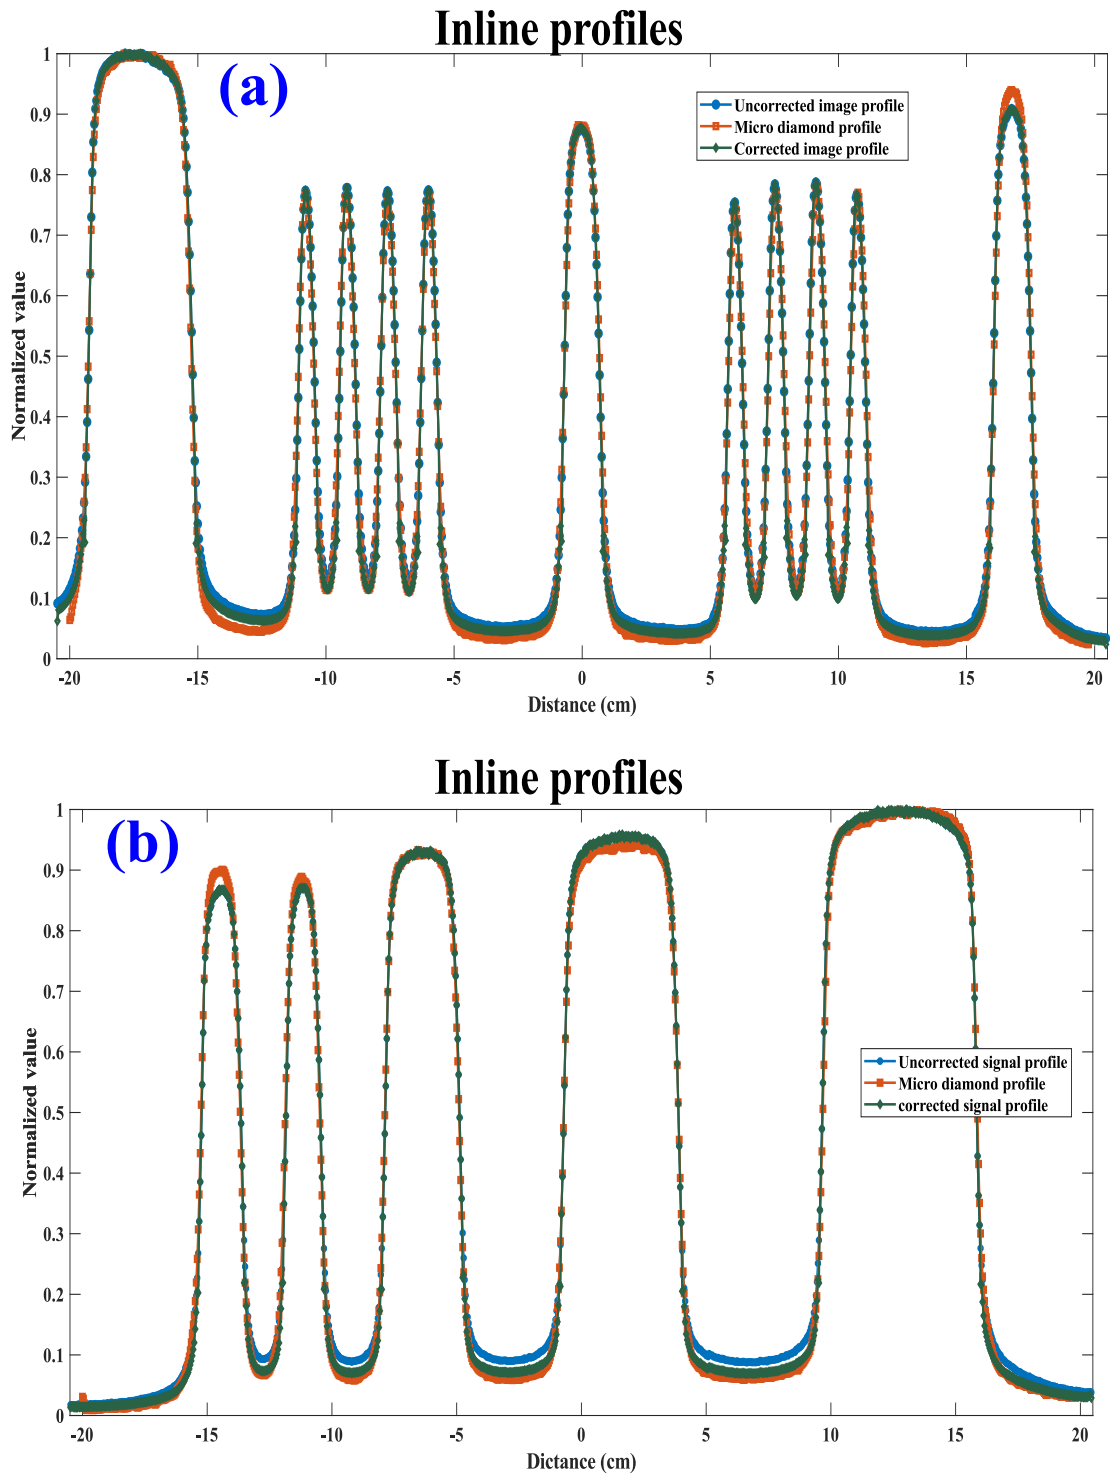 Inline profiles
(a)
Uncorrected image profile
Micro diamond profile
Corrected image profile
Normalized value
1
0.9
0.8
0.7
0.6
0.5
0.4
0.3
0.2
0.1
0
-20 -15 -10 -5 0 5 10 15 20
Distance (cm)
Inline profiles
(b)
Uncorrected signal profile
Micro diamond profile
corrected signal profile
Normalized value
1
0.9
0.8
0.7
0.6
0.5
0.4
0.3
0.2
0.1
0
-20 -15 -10 -5 0 5 10 15 20
Dictance (cm)